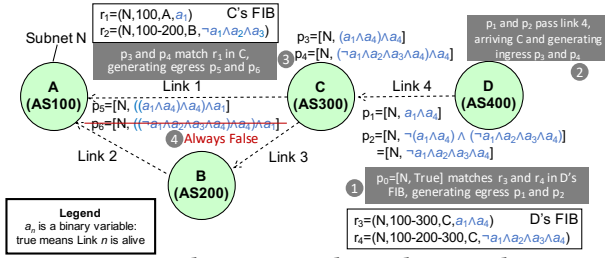 Subnet N
r₁=(N,100,A,a₁) C's FIB
r₂=(N,100-200,B,¬a₁∧a₂∧a₃)
p₃ and p₄ match r₁ in C,
generating egress p₅ and p₆
3
p₃=[N, (a₁∧a₄)∧a₄]
p₄=[N, (¬a₁∧a₂∧a₃∧a₄)∧a₄]
p₁ and p₂ pass link 4,
arriving C and generating
ingress p₃ and p₄
2
A
(AS100)
Link 1
C
(AS300)
Link 4
D
(AS400)
p₅=[N, ((a₁∧a₄)∧a₄)∧a₁]
p₆=[N, ((¬a₁∧a₂∧a₃∧a₄)∧a₄)∧a₁]
4 Always False
p₁=[N, a₁∧a₄]
p₂=[N, ¬(a₁∧a₄) ∧ (¬a₁∧a₂∧a₃∧a₄)]
=[N, ¬a₁∧a₂∧a₃∧a₄]
Link 2
Link 3
B
(AS200)
1
p₀=[N, True] matches r₃ and r₄ in D's
FIB, generating egress p₁ and p₂
Legend
aₙ is a binary variable:
true means Link n is alive
r₃=(N,100-300,C,a₁∧a₄) D's FIB
r₄=(N,100-200-300,C,¬a₁∧a₂∧a₃∧a₄)